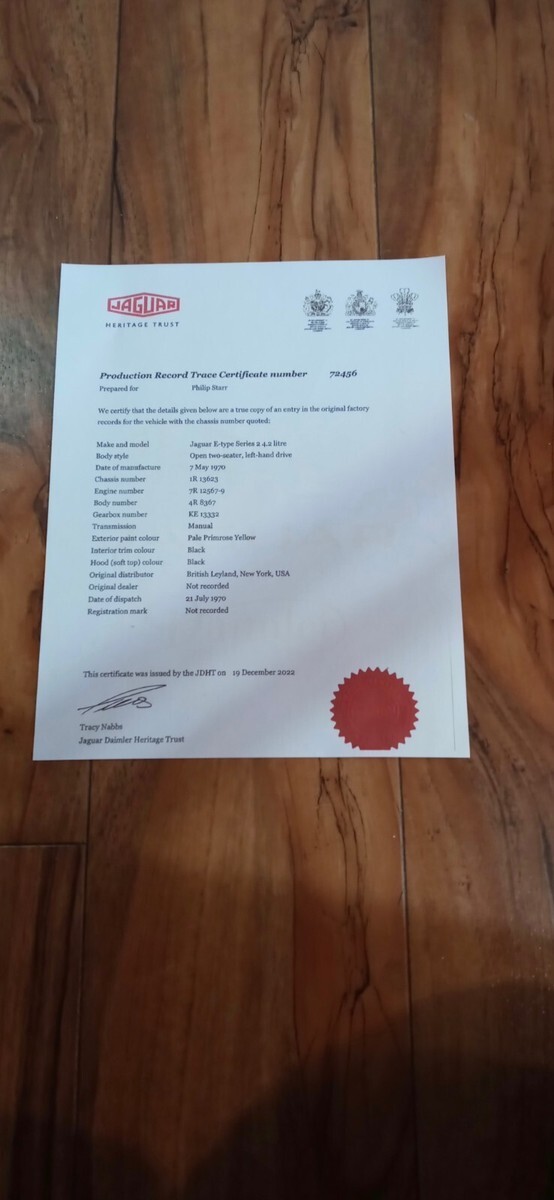 JAGUAR
HERITAGE TRUST
Production Record Trace Certificate number 72456
Prepared for Philip Starr
We certify that the details given below are a true copy of an entry in the original factory
records for the vehicle with the chassis number quoted:
Make and model Jaguar E-type Series 2 4.2 litre
Body style Open two-seater, left-hand drive
Date of manufacture 7 May 1970
Chassis number 1R 13623
Engine number 7R 12567-9
Body number 4R 8367
Gearbox number KE 13332
Transmission Manual
Exterior paint colour Pale Primrose Yellow
Interior trim colour Black
Hood (soft top) colour Black
Original distributor British Leyland, New York, USA
Original dealer Not recorded
Date of dispatch 21 July 1970
Registration mark Not recorded
This certificate was issued by the JDHT on 19 December 2022
Tracy Nabbs
Jaguar Daimler Heritage Trust